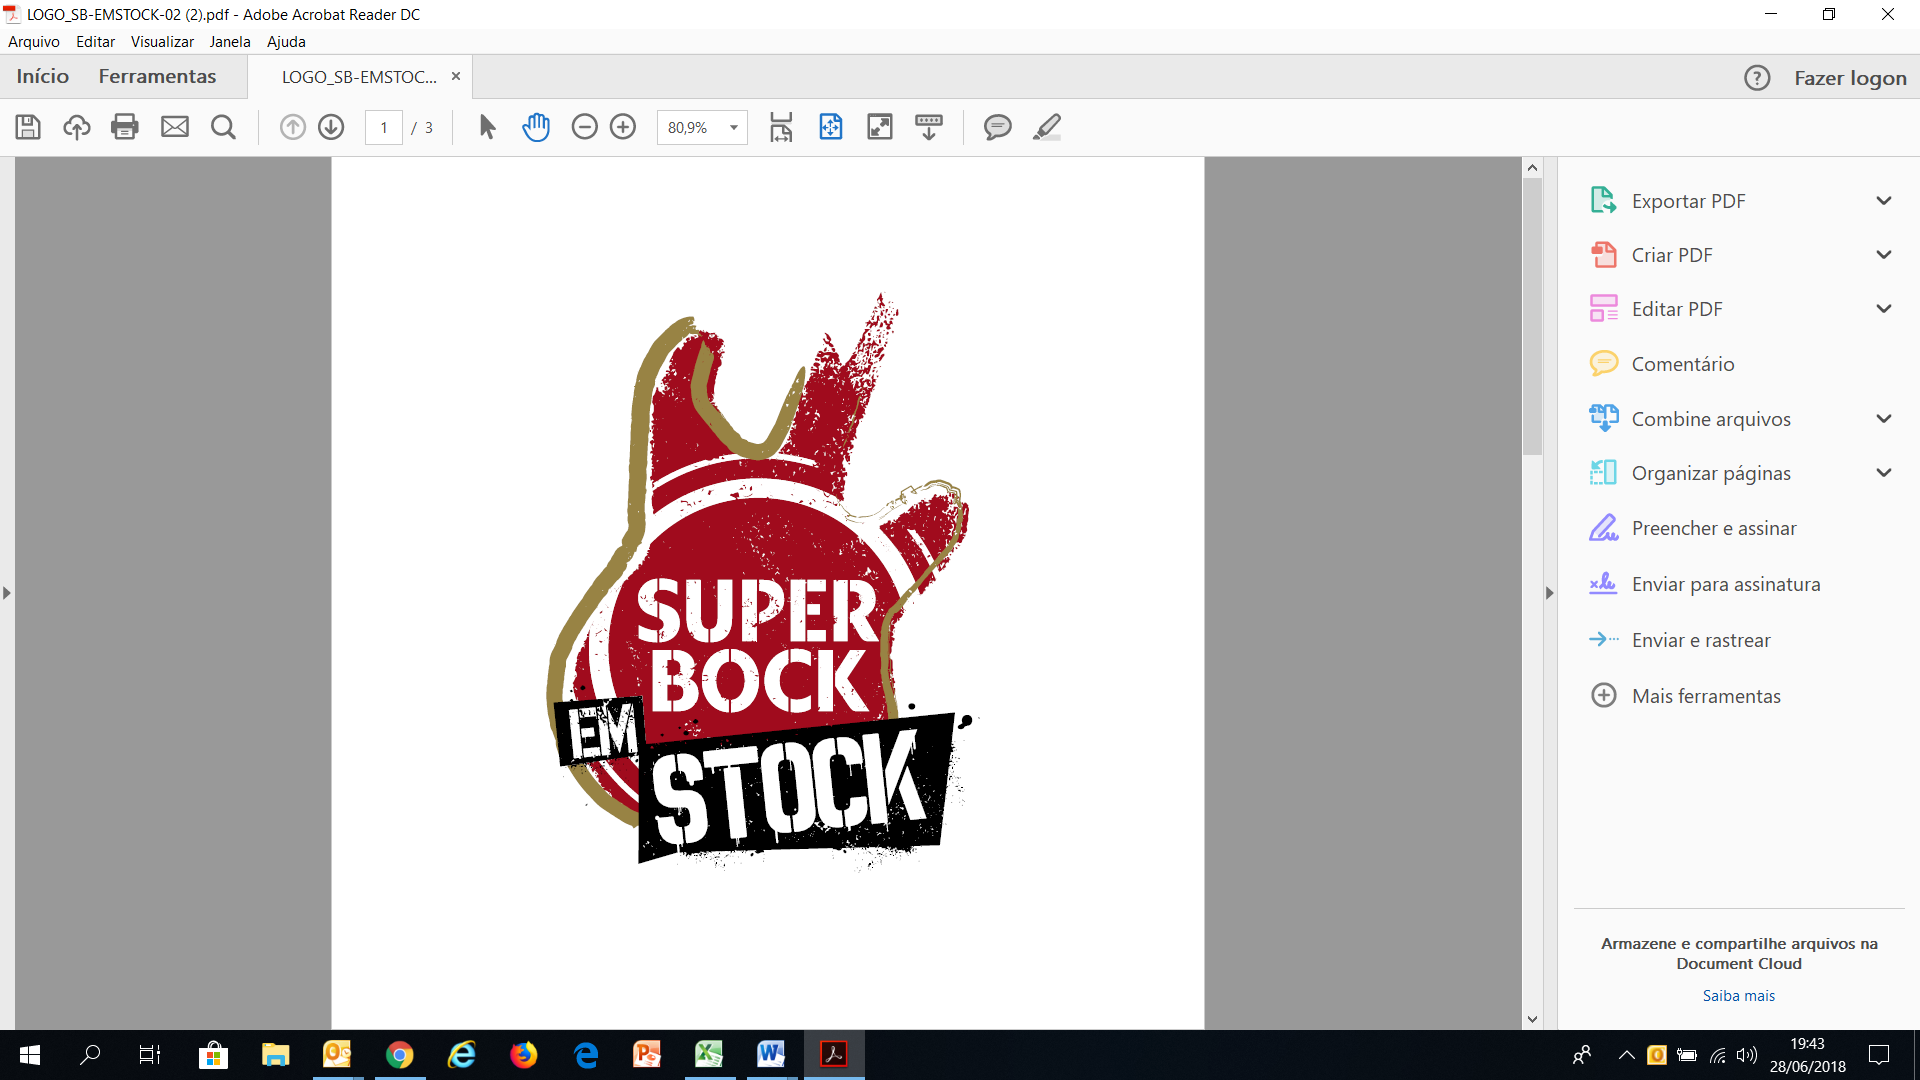 LOGO_SB-EMSTOCK-02 (2).pdf - Adobe Acrobat Reader DC
Arquivo Editar Visualizar Janela Ajuda
Início Ferramentas LOGO_SB-EMSTOC... × ? Fazer logon
1 / 3 80,9%
Exportar PDF
Criar PDF
Editar PDF
Comentário
Combine arquivos
Organizar páginas
Preencher e assinar
Enviar para assinatura
Enviar e rastrear
Mais ferramentas
SUPER
BOCK
EM
STOCK
Armazene e compartilhe arquivos na
Document Cloud
Saiba mais
19:43
28/06/2018